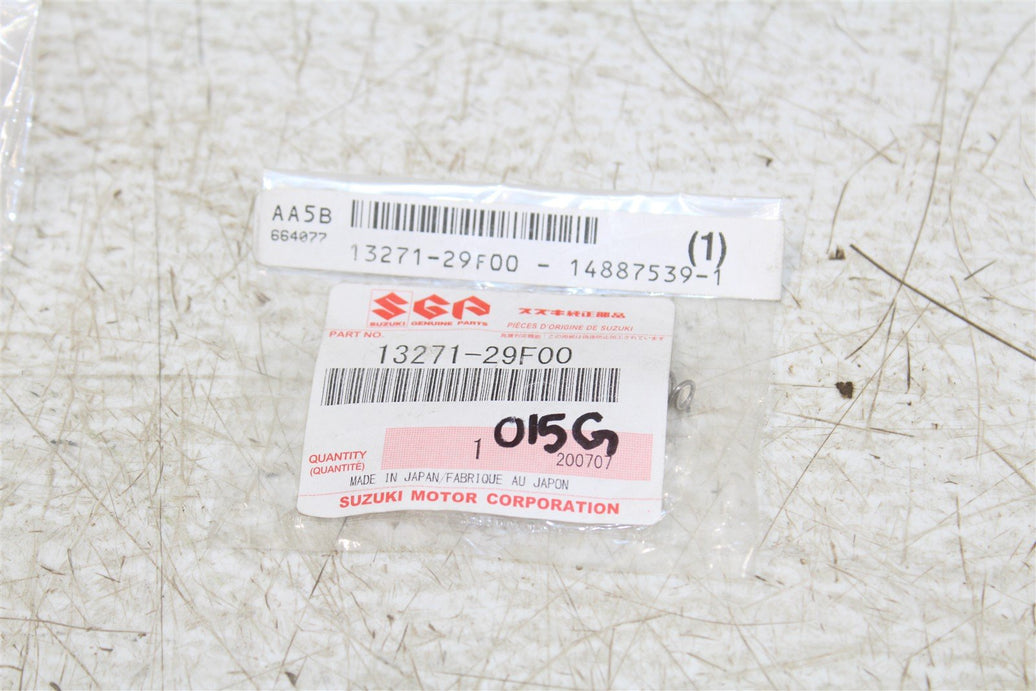 AA5B
664077
(1)
13271-29F00 - 14887539-1
SGP
SUZUKI GENUINE PARTS
スズキ純正部品
PIÈCES D'ORIGINE DE SUZUKI
PART NO.
13271-29F00
015G
QUANTITY
(QUANTITÉ)
1
200707
MADE IN JAPAN/FABRIQUE AU JAPON
SUZUKI MOTOR CORPORATION